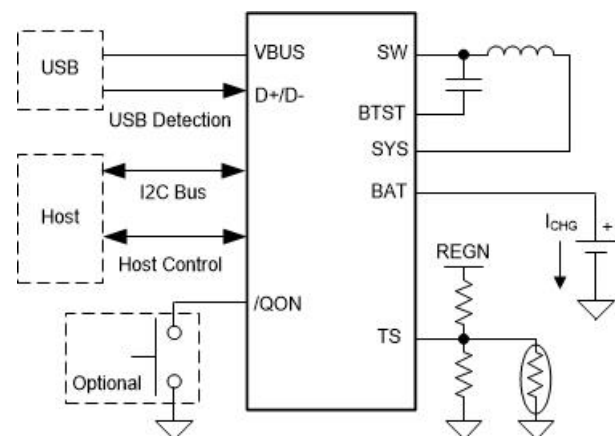 USB
VBUS
D+/D-
USB Detection
Host
I2C Bus
Host Control
/QON
Optional
SW
BTST
SYS
BAT
ICHG
+
REGN
TS